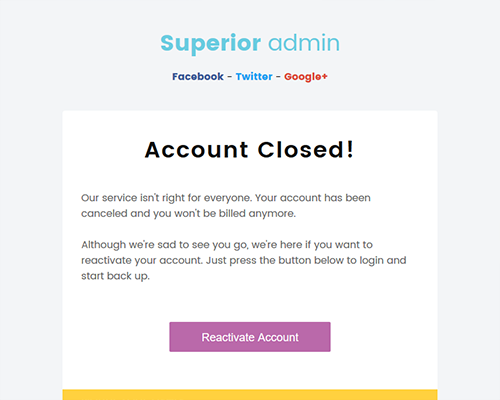 Superior admin
Facebook - Twitter - Google+
Account Closed!
Our service isn't right for everyone. Your account has been
canceled and you won't be billed anymore.
Although we're sad to see you go, we're here if you want to
reactivate your account. Just press the button below to login and
start back up.
Reactivate Account